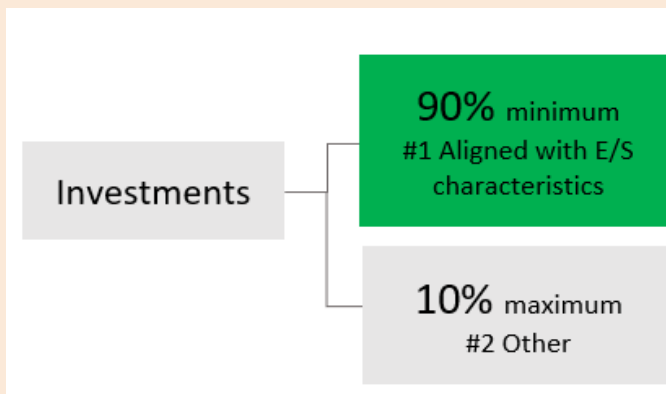 Investments
90% minimum
#1 Aligned with E/S
characteristics
10% maximum
#2 Other